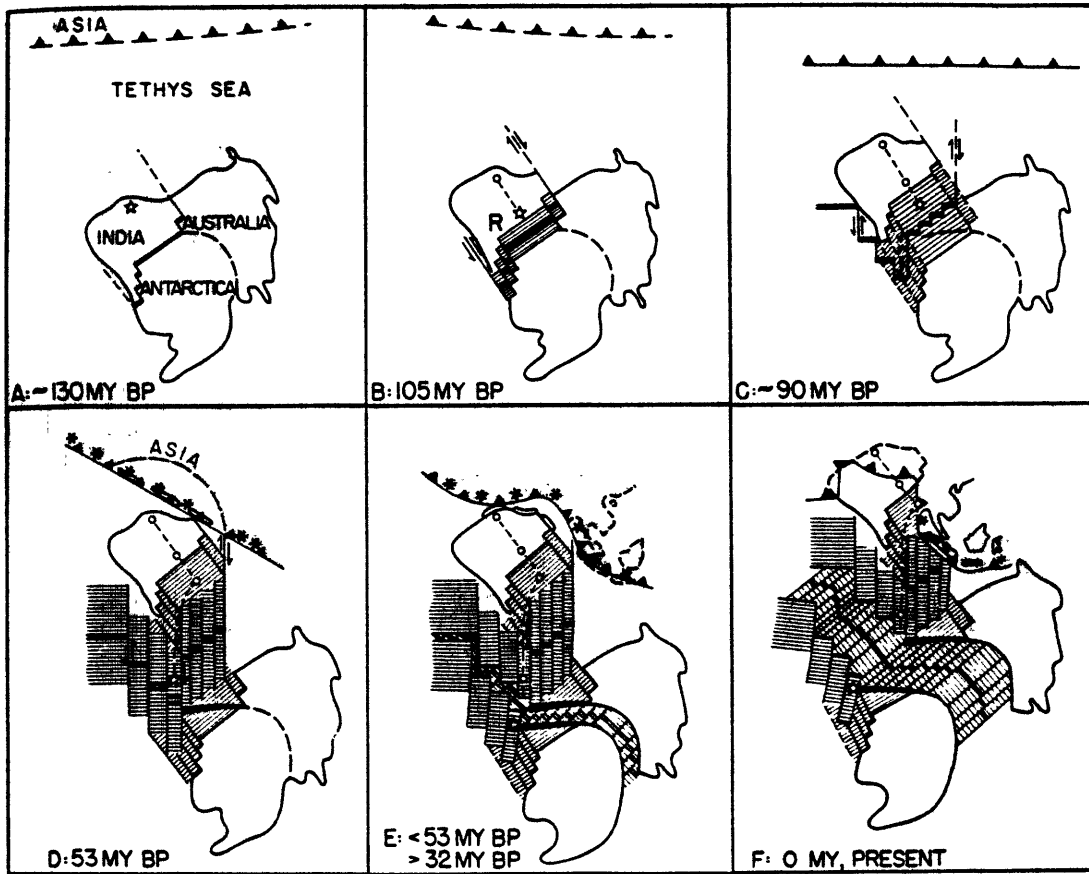 ASIA
TETHYS SEA
AUSTRALIA
INDIA
ANTARCTICA
A:~130 MY BP
R
B:105 MY BP
C:~90 MY BP
ASIA
D:53 MY BP
E:<53 MY BP
>32 MY BP
F: 0 MY, PRESENT